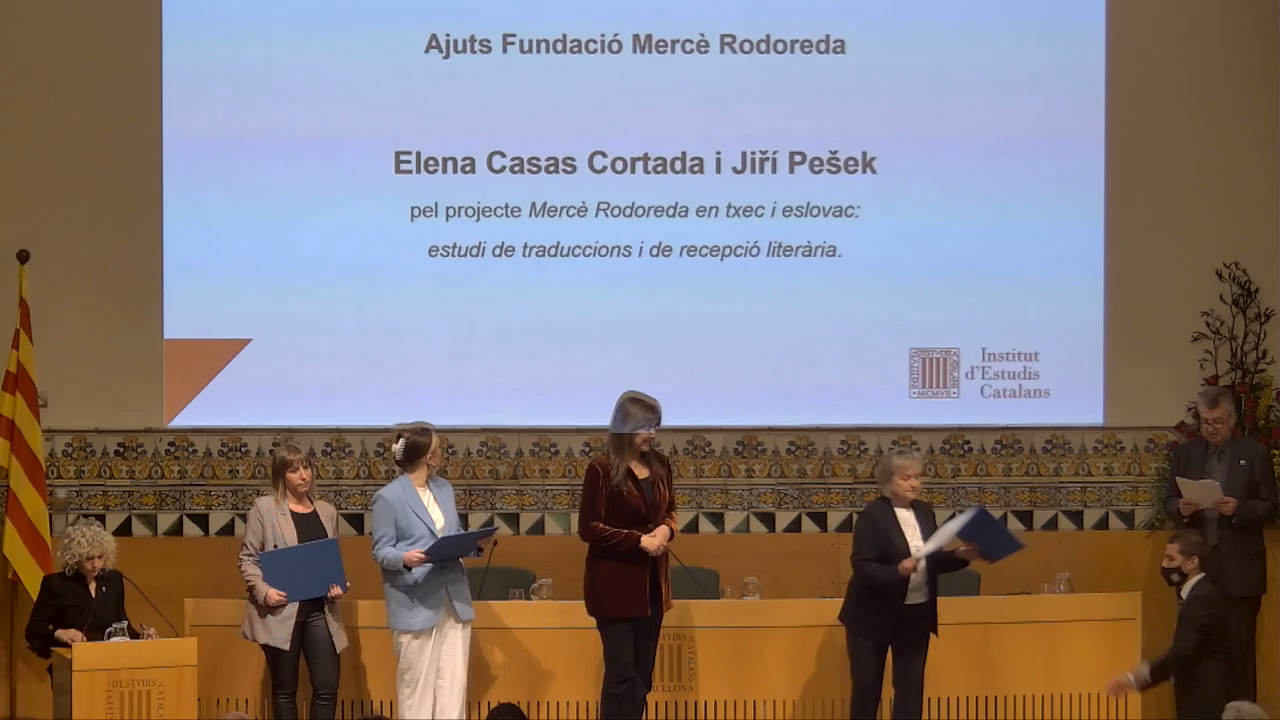 Ajuts Fundació Mercè Rodoreda
Elena Casas Cortada i Jiří Pešek
pel projecte Mercè Rodoreda en txec i eslovac:
estudi de traduccions i de recepció literària.
Institut
d'Estudis
Catalans
MCMVII